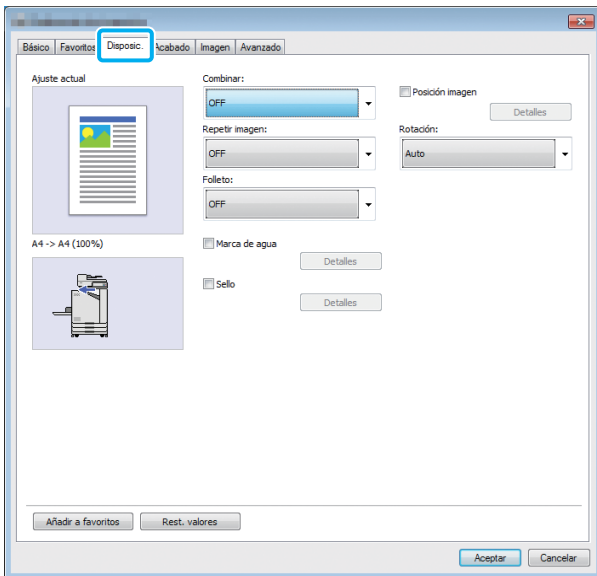 Básico Favoritos Disposic. Acabado Imagen Avanzado
Ajuste actual
Combinar:
OFF
Posición imagen
Detalles
Repetir imagen:
OFF
Rotación:
Auto
Folleto:
OFF
A4 -> A4 (100%)
Marca de agua
Detalles
Sello
Detalles
Añadir a favoritos Rest. valores
Aceptar Cancelar